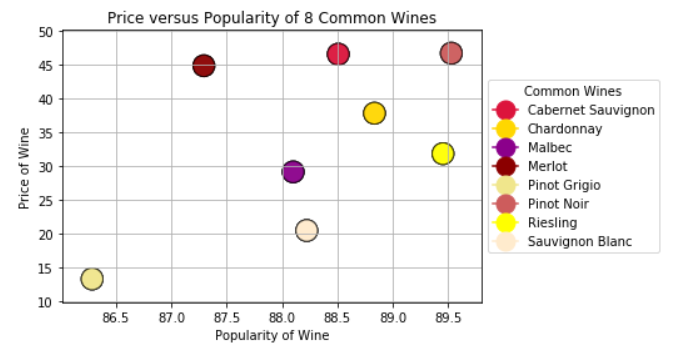 Price versus Popularity of 8 Common Wines
50
45
40
35
30
25
20
15
10
Price of Wine
86.5 87.0 87.5 88.0 88.5 89.0 89.5
Popularity of Wine
Common Wines
Cabernet Sauvignon
Chardonnay
Malbec
Merlot
Pinot Grigio
Pinot Noir
Riesling
Sauvignon Blanc